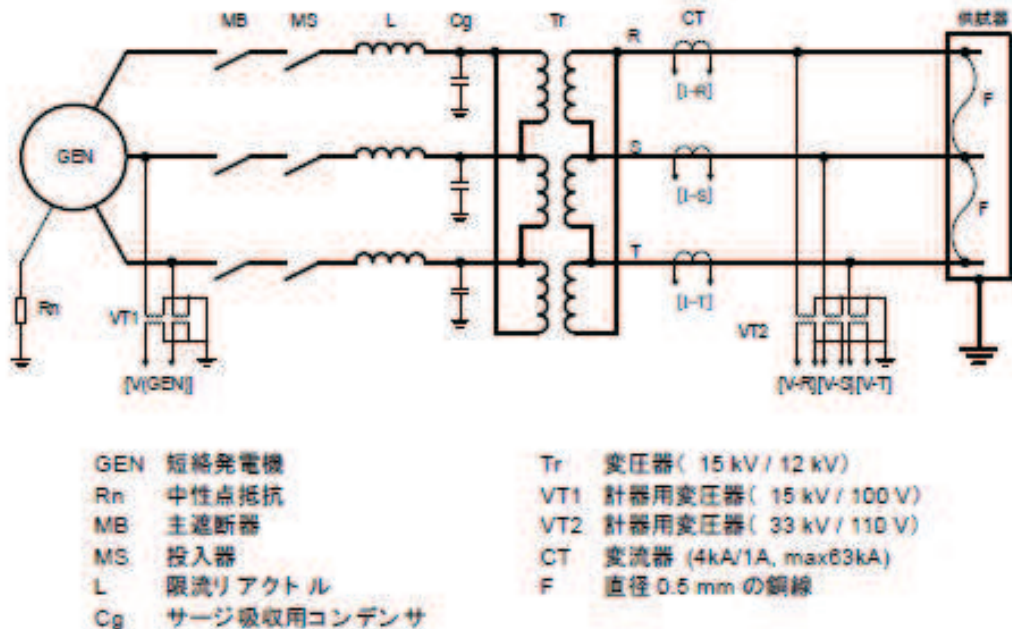 MB MS L Cg Tr CT 供試器
R
[I-R]
F
GEN
S
[I-S]
F
T
Rn
VT1
[I-T]
VT2
[V(GEN)]
[V-R][V-S][V-T]
GEN 短絡発電機
Rn 中性点抵抗
MB 主遮断器
MS 投入器
L 限流リアクトル
Cg サージ吸収用コンデンサ
Tr 変圧器( 15 kV / 12 kV)
VT1 計器用変圧器( 15 kV / 100 V)
VT2 計器用変圧器( 33 kV / 110 V)
CT 変流器 (4kA/1A, max63kA)
F 直径 0.5 mm の銅線